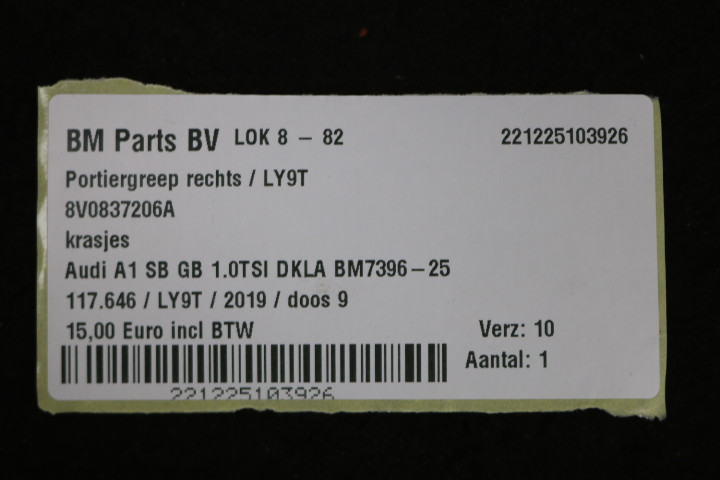 BM Parts BV LOK 8 - 82 221225103926
Portiergreep rechts / LY9T
8V0837206A
krasjes
Audi A1 SB GB 1.0TSI DKLA BM7396-25
117.646 / LY9T / 2019 / doos 9
15,00 Euro incl BTW Verz: 10
Aantal: 1
221225103926